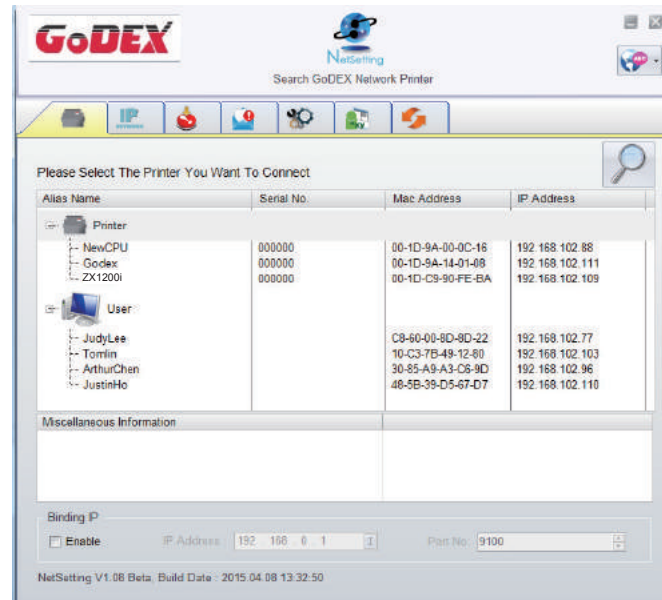 GoDEX
NetSetting
Search GoDEX Network Printer
IP
Please Select The Printer You Want To Connect
Alias Name Serial No. Mac Address IP Address
Printer
NewCPU 000000 00-1D-9A-00-0C-16 192.168.102.88
Godex 000000 00-1D-9A-14-01-08 192.168.102.111
ZX1200i 000000 00-1D-C9-90-FE-BA 192.168.102.109
User
JudyLee C8-60-00-8D-8D-22 192.168.102.77
Tomlin 10-C3-7B-49-12-80 192.168.102.103
ArthurChen 30-85-A9-A3-C6-9D 192.168.102.96
JustinHo 48-5B-39-D5-67-D7 192.168.102.110
Miscellaneous Information
Binding IP
Enable IP Address : 192 . 168 . 0 . 1 Port No: 9100
NetSetting V1.08 Beta, Build Date : 2015.04.08 13:32:50